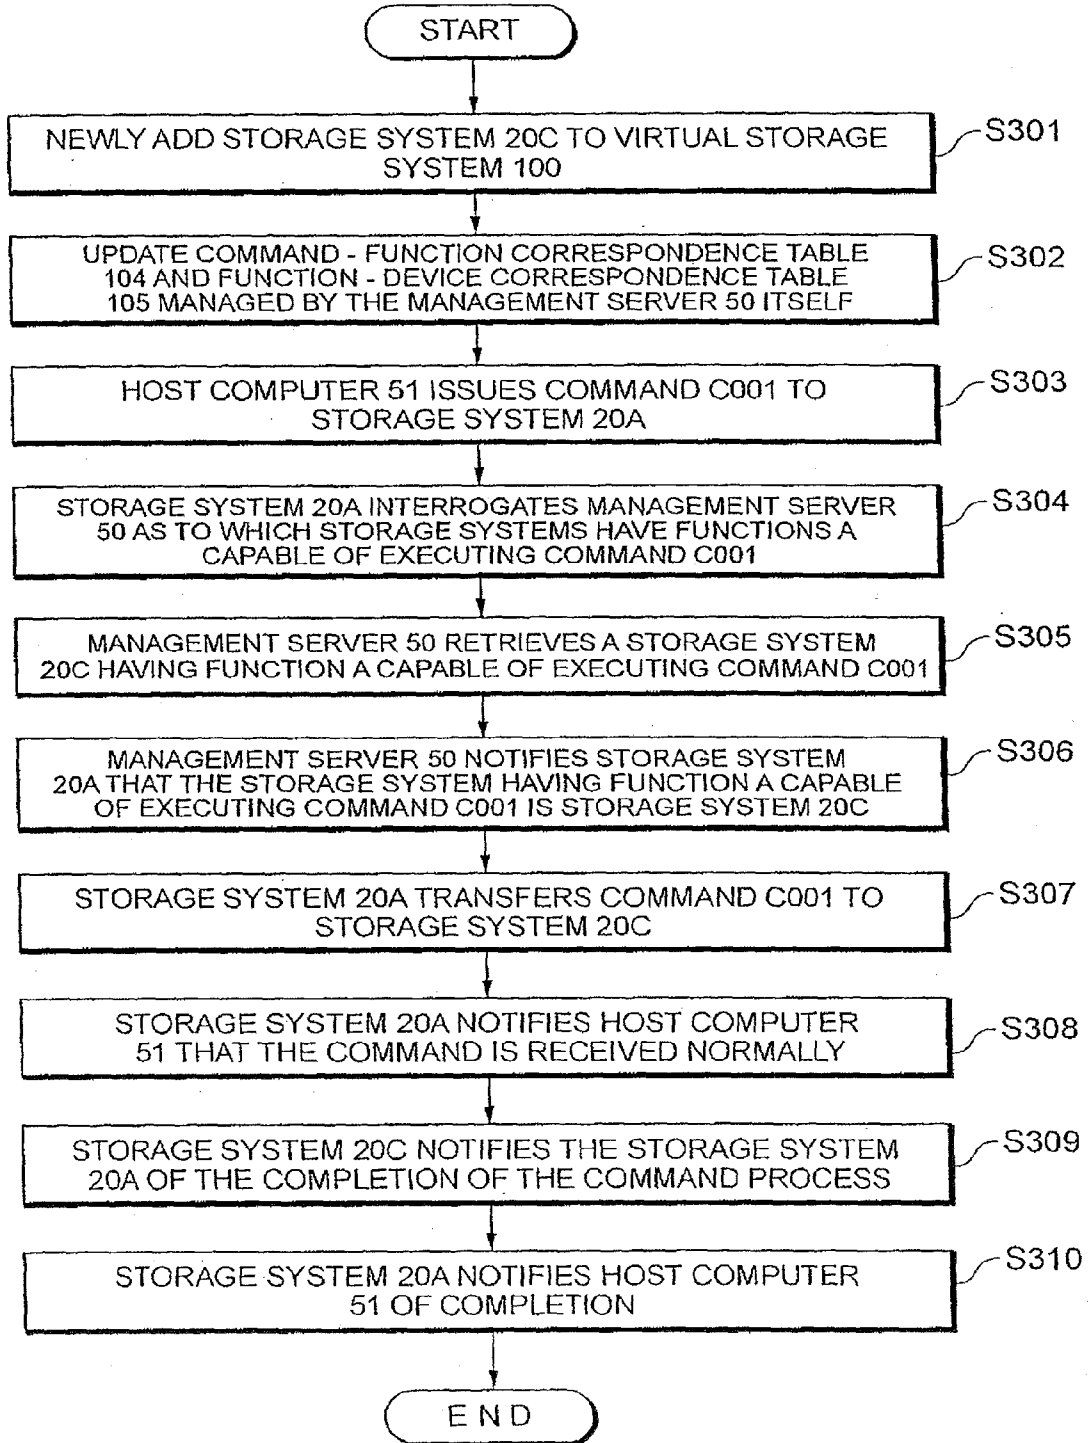 START
NEWLY ADD STORAGE SYSTEM 20C TO VIRTUAL STORAGE
SYSTEM 100
S301
UPDATE COMMAND - FUNCTION CORRESPONDENCE TABLE
104 AND FUNCTION - DEVICE CORRESPONDENCE TABLE
105 MANAGED BY THE MANAGEMENT SERVER 50 ITSELF
S302
HOST COMPUTER 51 ISSUES COMMAND C001 TO
STORAGE SYSTEM 20A
S303
STORAGE SYSTEM 20A INTERROGATES MANAGEMENT SERVER
50 AS TO WHICH STORAGE SYSTEMS HAVE FUNCTIONS A
CAPABLE OF EXECUTING COMMAND C001
S304
MANAGEMENT SERVER 50 RETRIEVES A STORAGE SYSTEM
20C HAVING FUNCTION A CAPABLE OF EXECUTING COMMAND C001
S305
MANAGEMENT SERVER 50 NOTIFIES STORAGE SYSTEM
20A THAT THE STORAGE SYSTEM HAVING FUNCTION A CAPABLE
OF EXECUTING COMMAND C001 IS STORAGE SYSTEM 20C
S306
STORAGE SYSTEM 20A TRANSFERS COMMAND C001 TO
STORAGE SYSTEM 20C
S307
STORAGE SYSTEM 20A NOTIFIES HOST COMPUTER
51 THAT THE COMMAND IS RECEIVED NORMALLY
S308
STORAGE SYSTEM 20C NOTIFIES THE STORAGE SYSTEM
20A OF THE COMPLETION OF THE COMMAND PROCESS
S309
STORAGE SYSTEM 20A NOTIFIES HOST COMPUTER
51 OF COMPLETION
S310
END